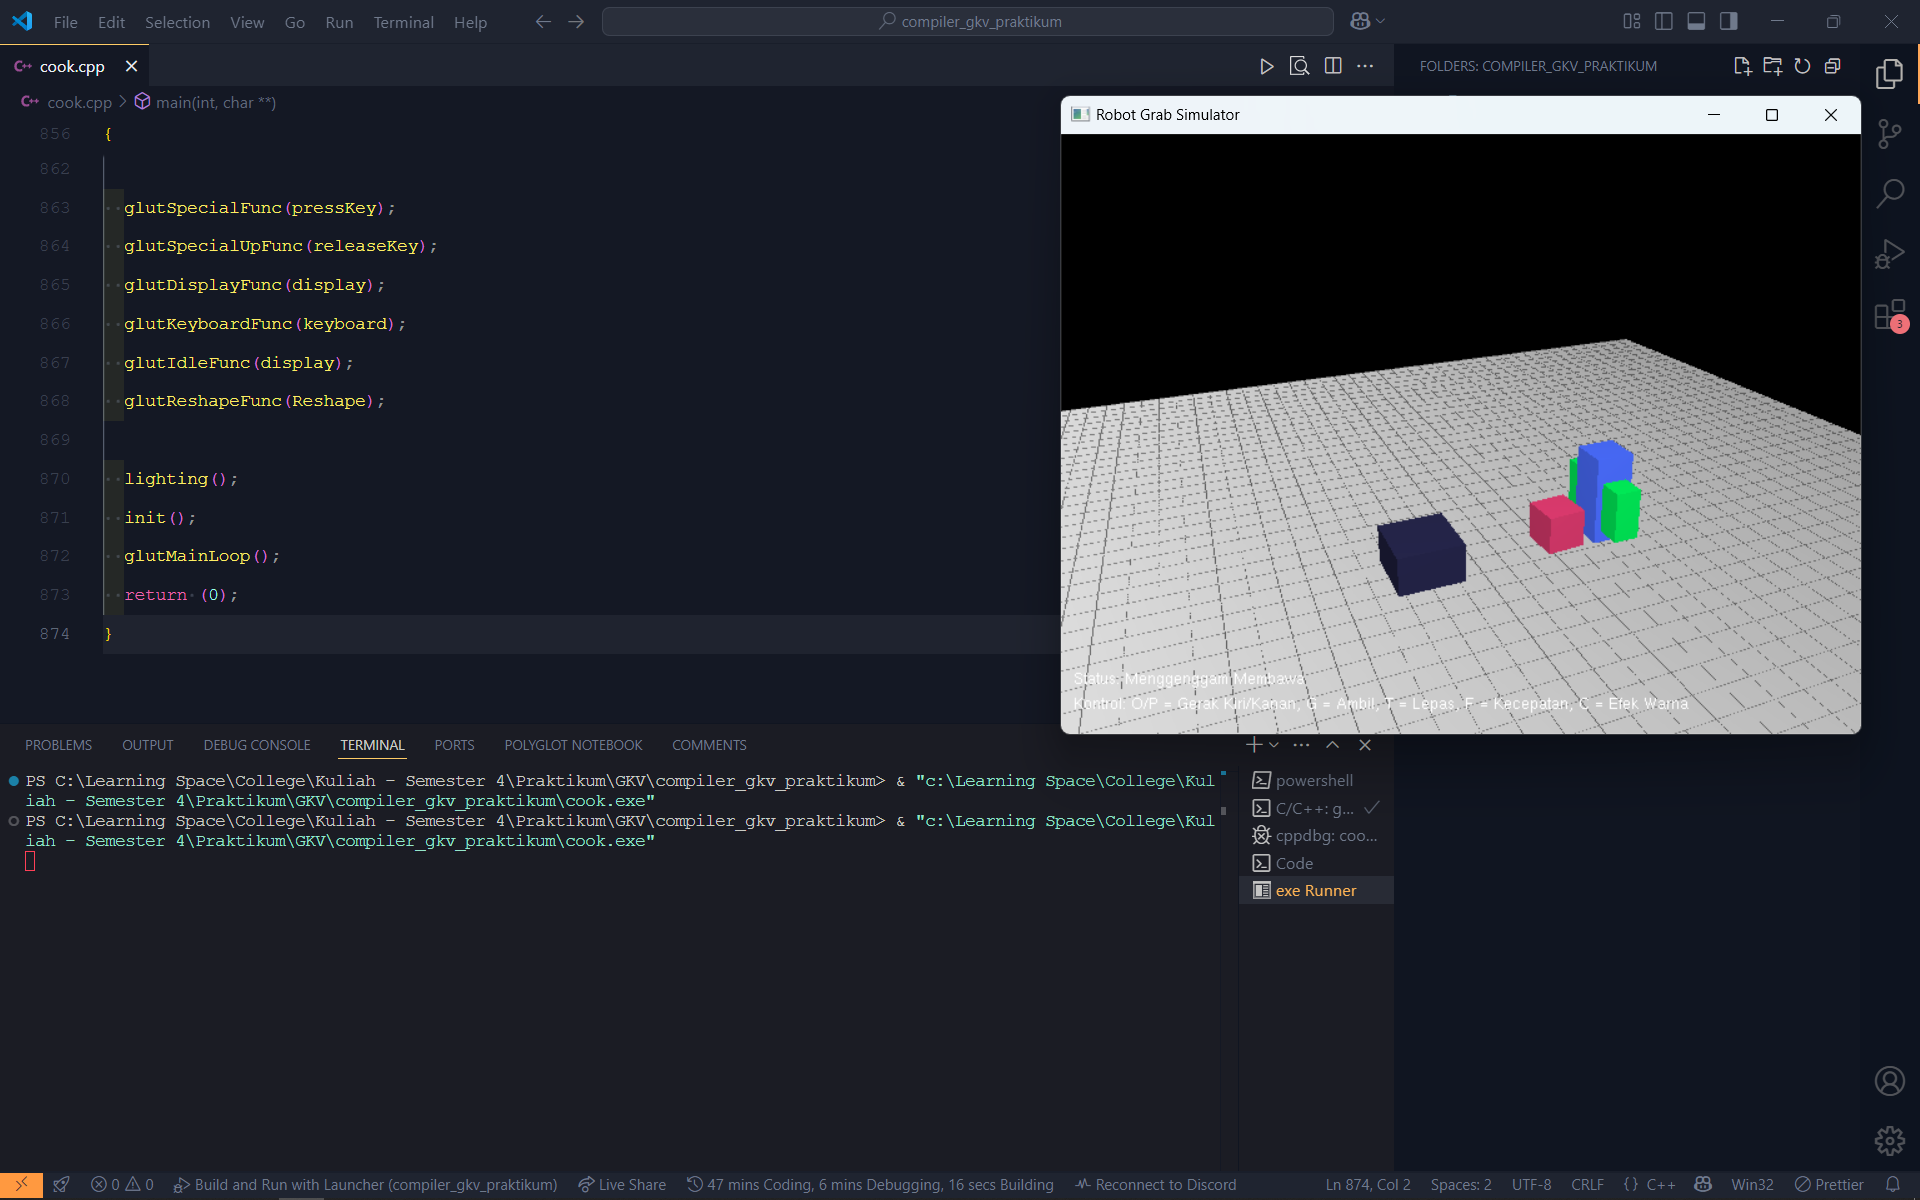 File Edit Selection View Go Run Terminal Help
compiler_gkv_praktikum
C++ cook.cpp
FOLDERS: COMPILER_GKV_PRAKTIKUM
C++ cook.cpp > main(int, char **)
856 {
862
863 glutSpecialFunc(pressKey);
864 glutSpecialUpFunc(releaseKey);
865 glutDisplayFunc(display);
866 glutKeyboardFunc(keyboard);
867 glutIdleFunc(display);
868 glutReshapeFunc(Reshape);
869
870 lighting();
871 init();
872 glutMainLoop();
873 return (0);
874 }
Robot Grab Simulator
Status: Menggenggam Membawa
Kontrol: O/P = Gerak Kiri/Kanan; G = Ambil, T = Lepas, F = Kecepatan, C = Efek Warna
3
PROBLEMS OUTPUT DEBUG CONSOLE TERMINAL PORTS POLYGLOT NOTEBOOK COMMENTS
PS C:\Learning Space\College\Kuliah - Semester 4\Praktikum\GKV\compiler_gkv_praktikum> & "c:\Learning Space\College\Kul
iah - Semester 4\Praktikum\GKV\compiler_gkv_praktikum\cook.exe"
PS C:\Learning Space\College\Kuliah - Semester 4\Praktikum\GKV\compiler_gkv_praktikum> & "c:\Learning Space\College\Kul
iah - Semester 4\Praktikum\GKV\compiler_gkv_praktikum\cook.exe"
powershell
C/C++: g...
cppdbg: coo...
Code
exe Runner
0 0 Build and Run with Launcher (compiler_gkv_praktikum) Live Share 47 mins Coding, 6 mins Debugging, 16 secs Building Reconnect to Discord Ln 874, Col 2 Spaces: 2 UTF-8 CRLF {} C++ Win32 Prettier